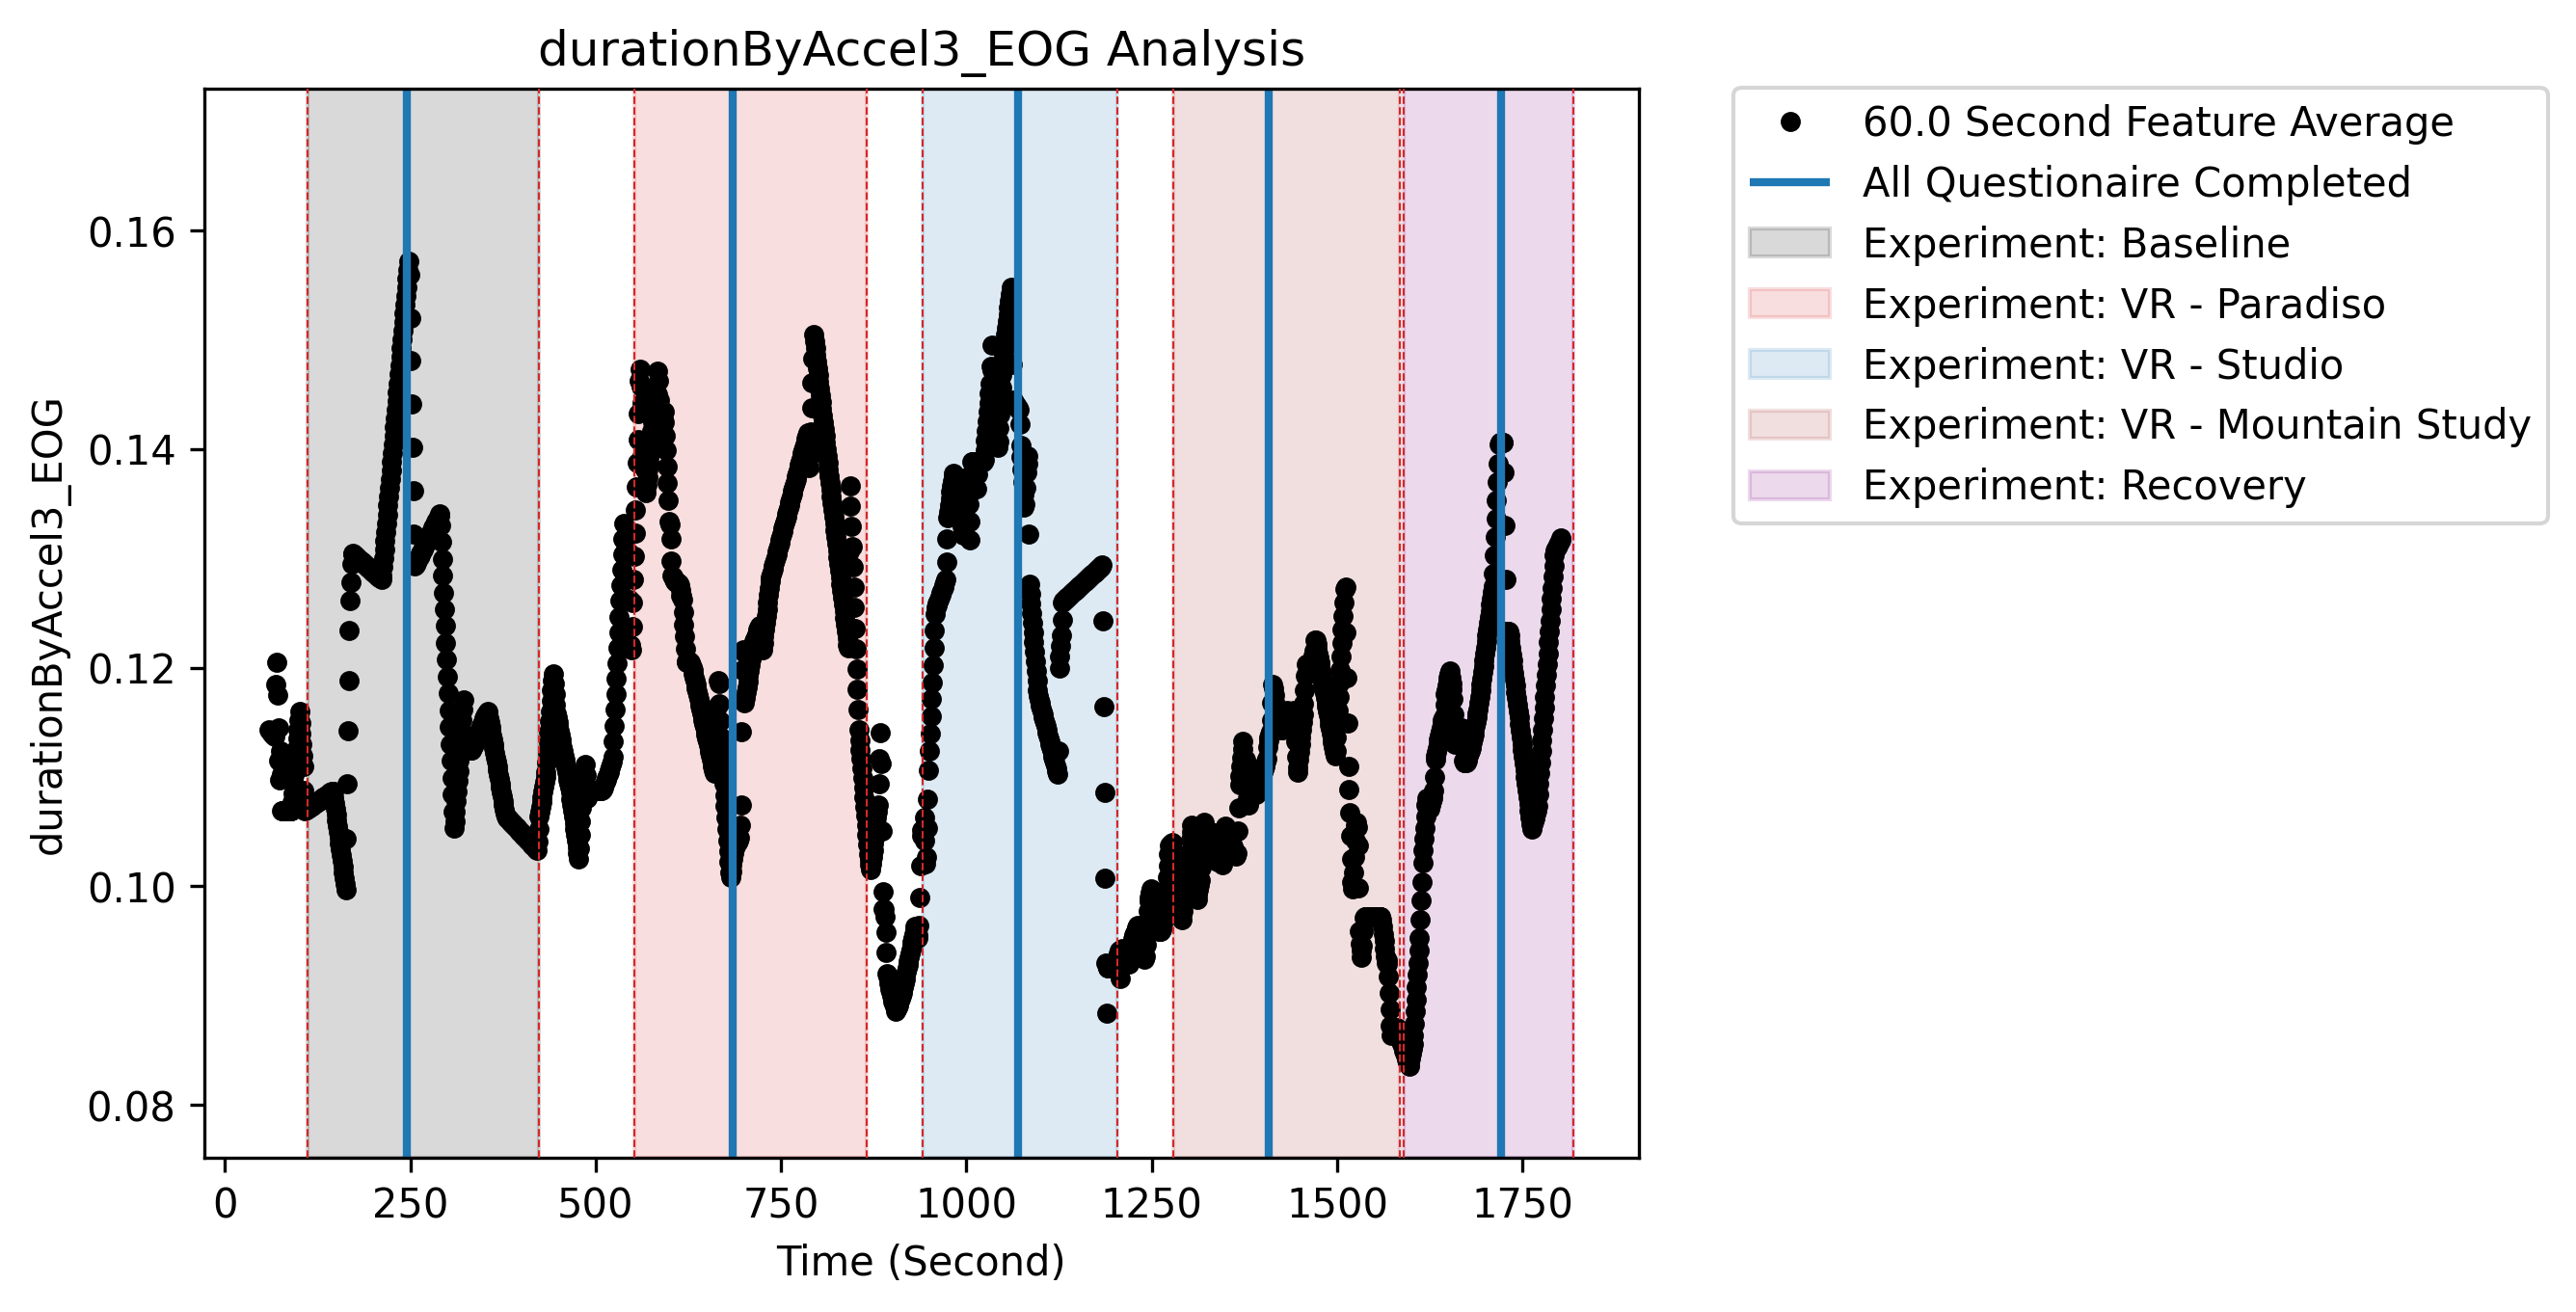 durationByAccel3_EOG Analysis
durationByAccel3_EOG
0.16
0.14
0.12
0.10
0.08
0 250 500 750 1000 1250 1500 1750
Time (Second)
60.0 Second Feature Average
All Questionaire Completed
Experiment: Baseline
Experiment: VR - Paradiso
Experiment: VR - Studio
Experiment: VR - Mountain Study
Experiment: Recovery